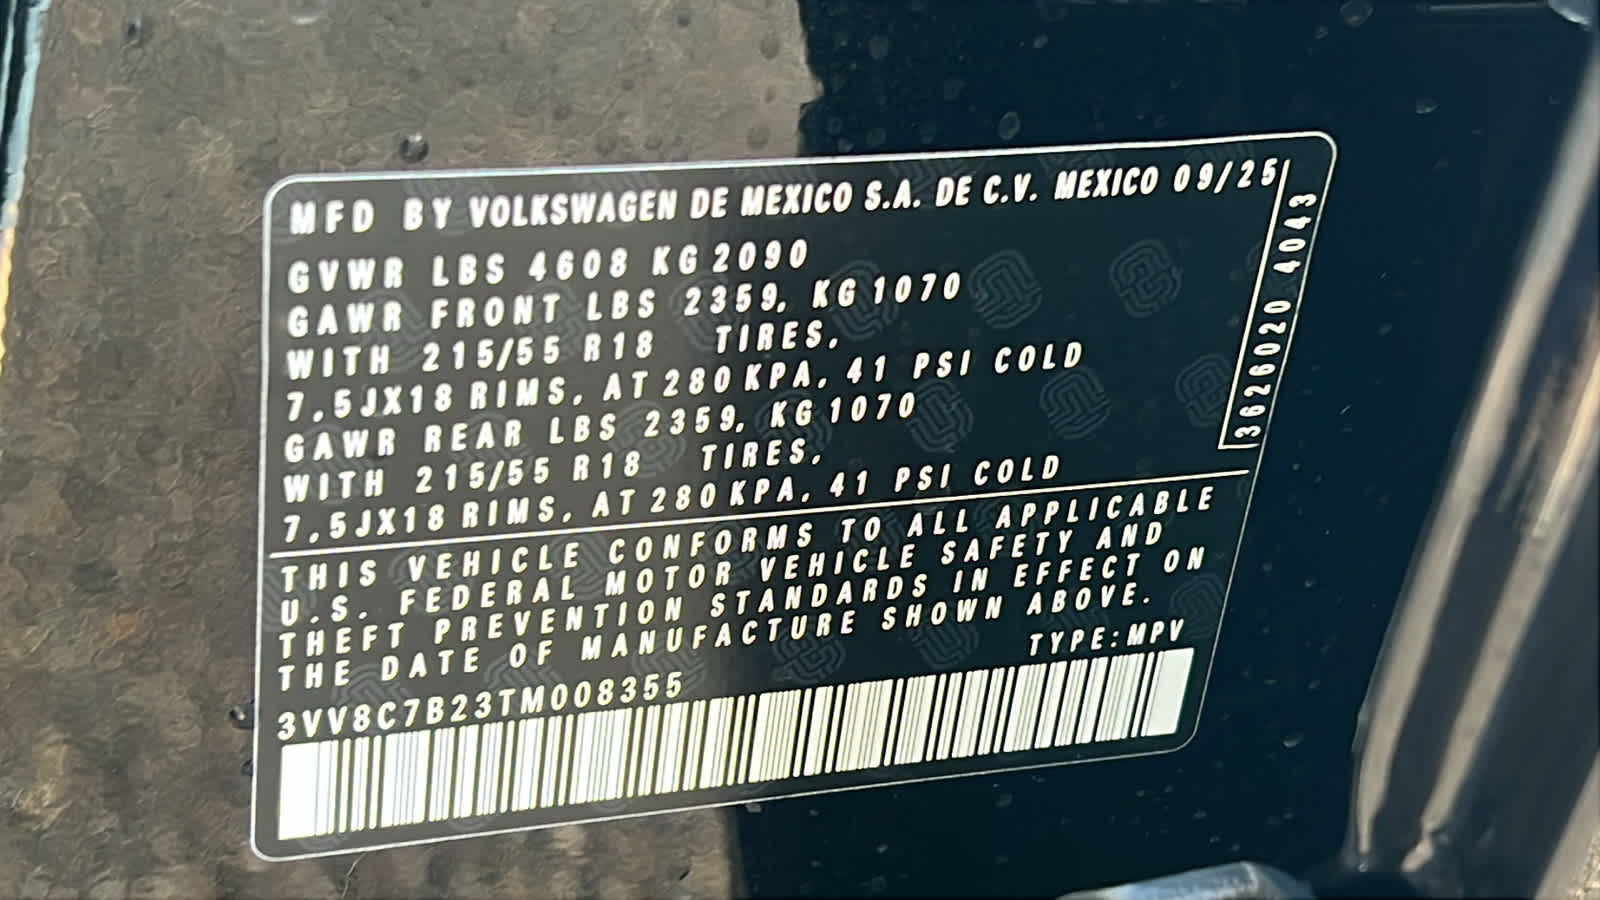 MFD BY VOLKSWAGEN DE MEXICO S.A. DE C.V. MEXICO 09/25
GVWR LBS 4608 KG 2090
GAWR FRONT LBS 2359, KG 1070
WITH 215/55 R18 TIRES,
7,5JX18 RIMS, AT 280 KPA, 41 PSI COLD
GAWR REAR LBS 2359, KG 1070
WITH 215/55 R18 TIRES,
7,5JX18 RIMS, AT 280 KPA, 41 PSI COLD
3626020 4043
THIS VEHICLE CONFORMS TO ALL APPLICABLE
U.S. FEDERAL MOTOR VEHICLE SAFETY AND
THEFT PREVENTION STANDARDS IN EFFECT ON
THE DATE OF MANUFACTURE SHOWN ABOVE.
TYPE:MPV
3VV8C7B23TM008355